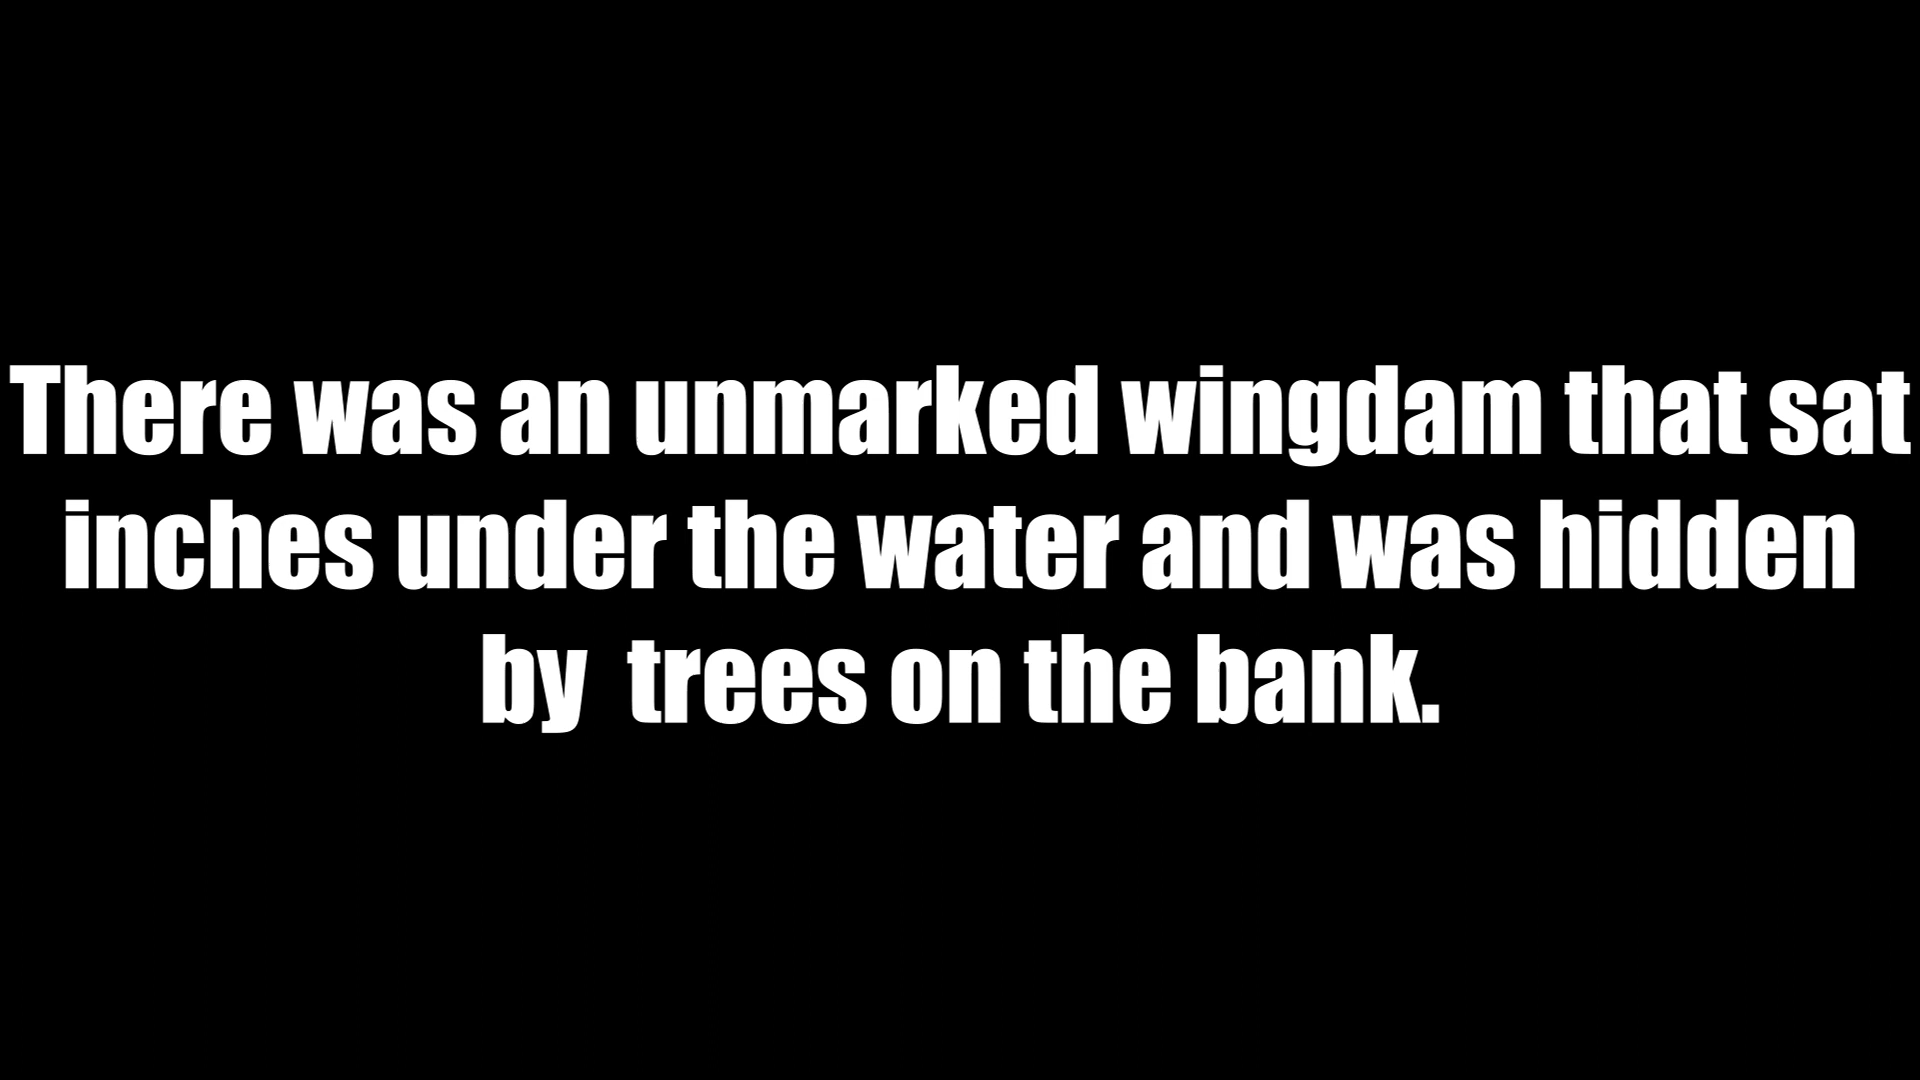 There was an unmarked wingdam that sat
inches under the water and was hidden
by  trees on the bank.